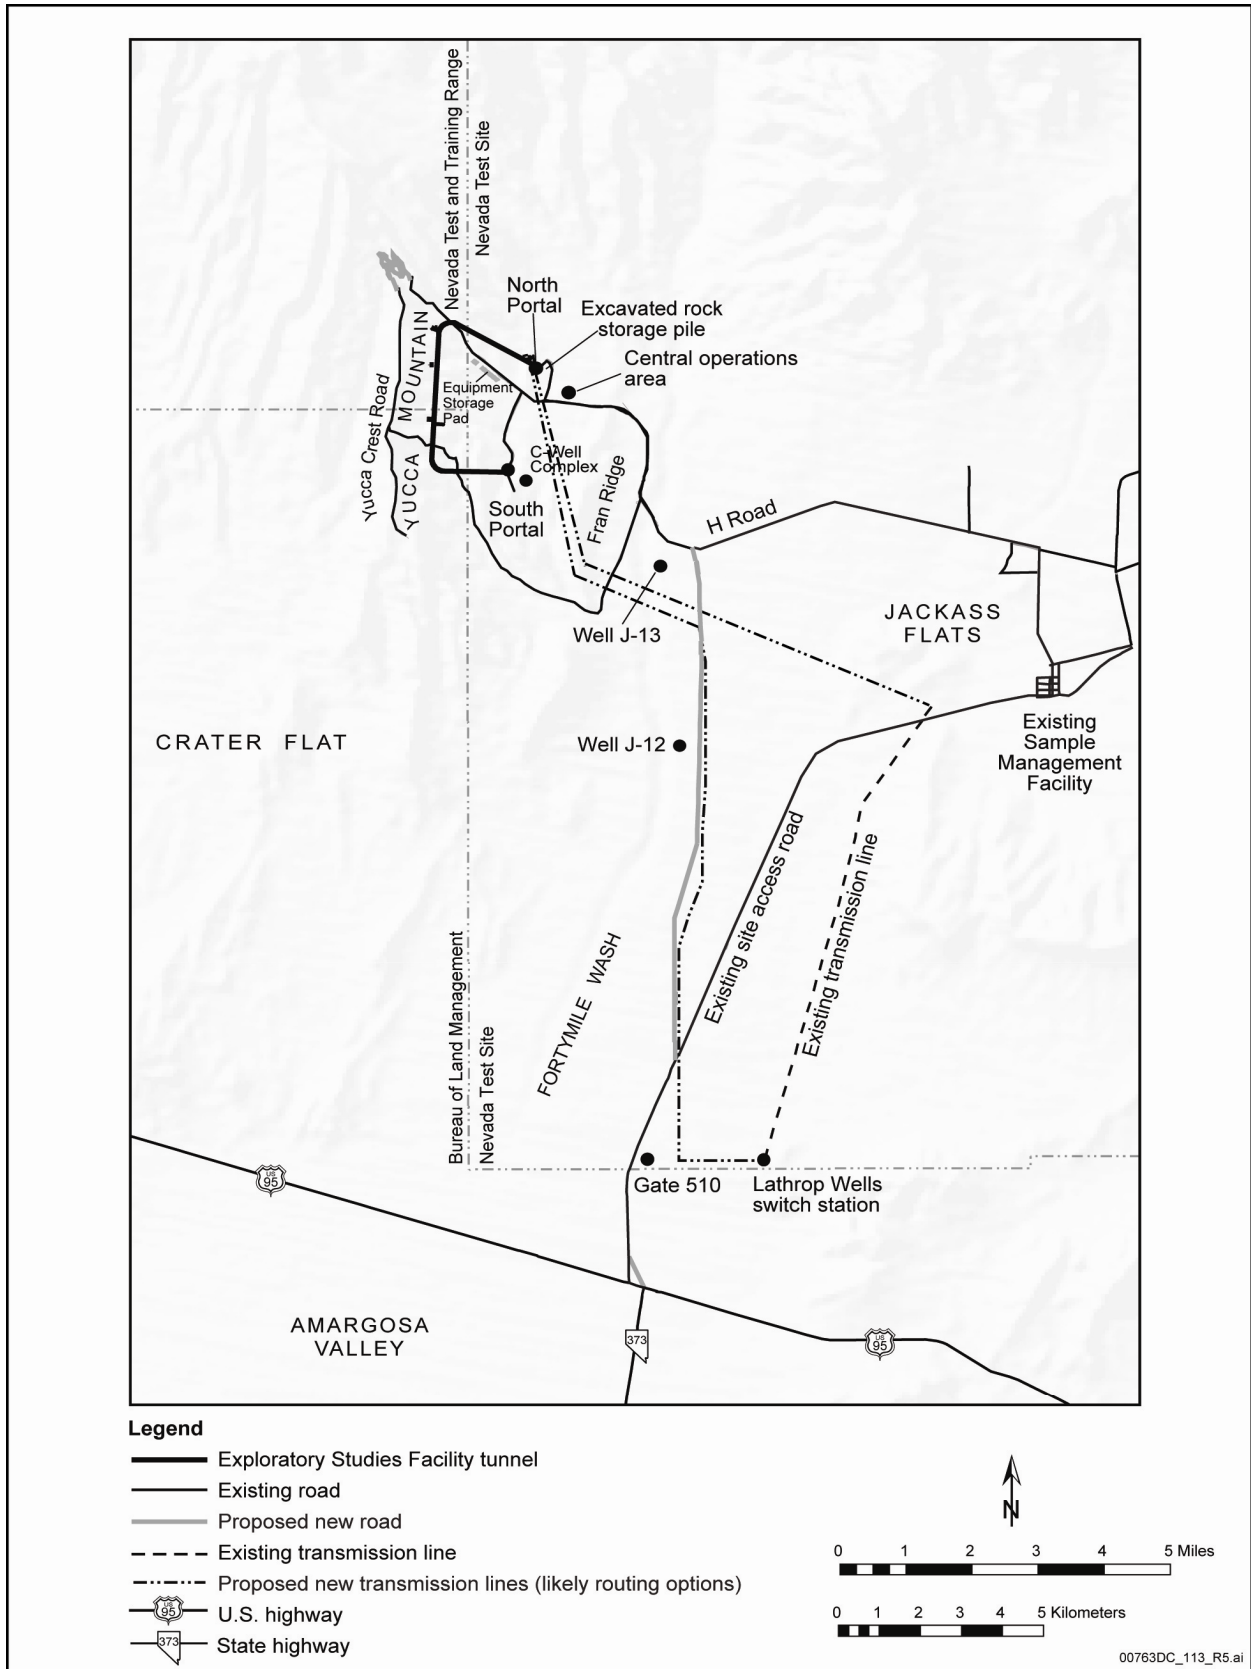 Nevada Test and Training Range
Nevada Test Site
North
Portal
Excavated rock
storage pile
Central operations
area
MOUNTAIN
Equipment
Storage
Pad
Yucca Crest Road
YUCCA
C-Well
Complex
South
Portal
Fran Ridge
H Road
JACKASS
FLATS
Well J-13
CRATER FLAT
Well J-12
Existing
Sample
Management
Facility
Existing site access road
Existing transmission line
FORTYMILE WASH
Bureau of Land Management
Nevada Test Site
Gate 510
Lathrop Wells
switch station
US
95
AMARGOSA
VALLEY
373
US
95
Legend
Exploratory Studies Facility tunnel
Existing road
Proposed new road
Existing transmission line
Proposed new transmission lines (likely routing options)
US
95
U.S. highway
373
State highway
N
0 1 2 3 4 5 Miles
0 1 2 3 4 5 Kilometers
00763DC_113_R5.ai